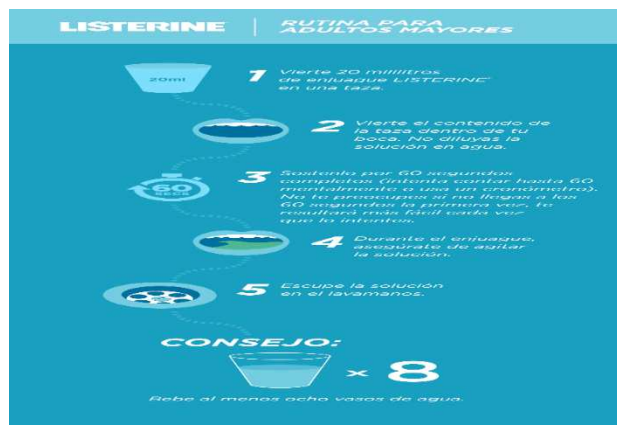 LISTERINE
RUTINA PARA
ADULTOS MAYORES
20ml
1
Vierte 20 mililitros
de enjuague LISTERINE
en una taza.
2
Vierte el contenido de
la taza dentro de tu
boca. No diluyas la
solución en agua.
60
SECS
3
Sostenlo por 60 segundos
completos (intenta contar hasta 60
mentalmente o usa un cronómetro).
No te preocupes si no llegas a los
60 segundos la primera vez, te
resultará más fácil cada vez
que lo intentes.
4
Durante el enjuague,
asegúrate de agitar
la solución.
5
Escupe la solución
en el lavamanos.
CONSEJO:
x 8
Bebe al menos ocho vasos de agua.